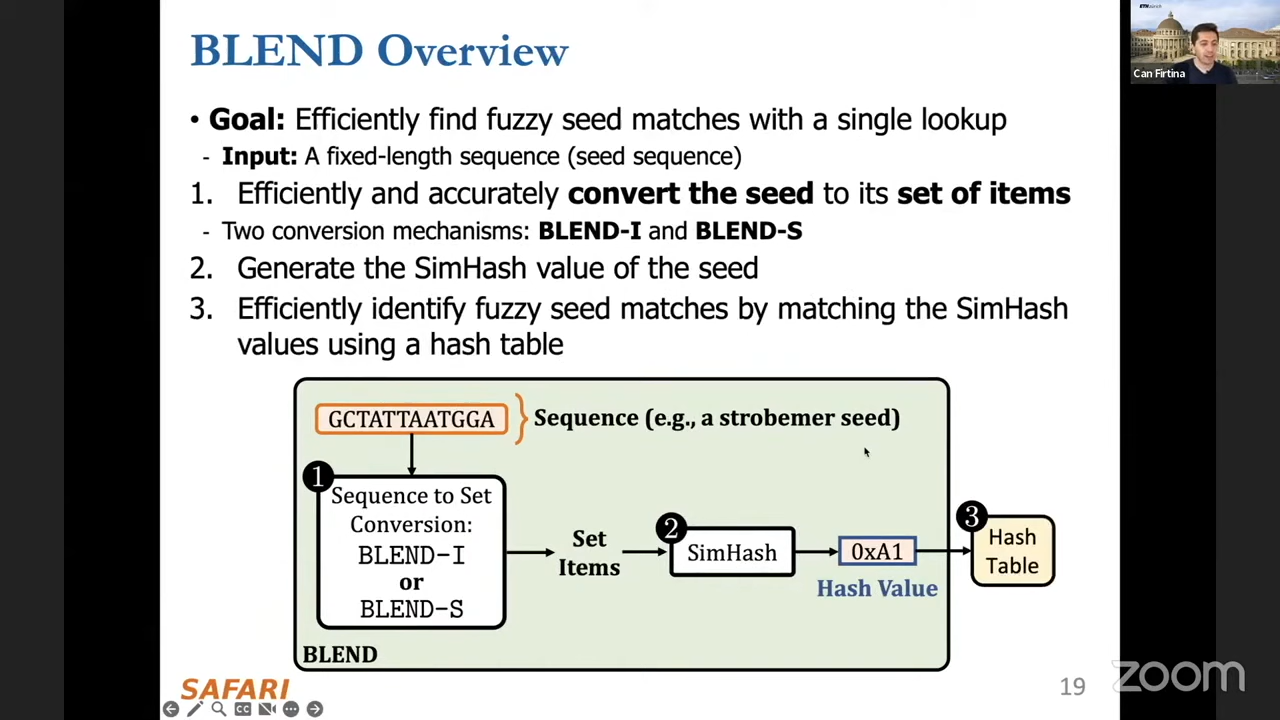 BLEND Overview
ETH zürich
Can Firtina
• Goal: Efficiently find fuzzy seed matches with a single lookup
- Input: A fixed-length sequence (seed sequence)
1. Efficiently and accurately convert the seed to its set of items
- Two conversion mechanisms: BLEND-I and BLEND-S
2. Generate the SimHash value of the seed
3. Efficiently identify fuzzy seed matches by matching the SimHash
values using a hash table
GCTATTAATGGA
Sequence (e.g., a strobemer seed)
1
Sequence to Set
Conversion:
BLEND-I
or
BLEND-S
Set
Items
2
SimHash
0xA1
Hash Value
3
Hash
Table
BLEND
SAFARI
CC
19
zoom